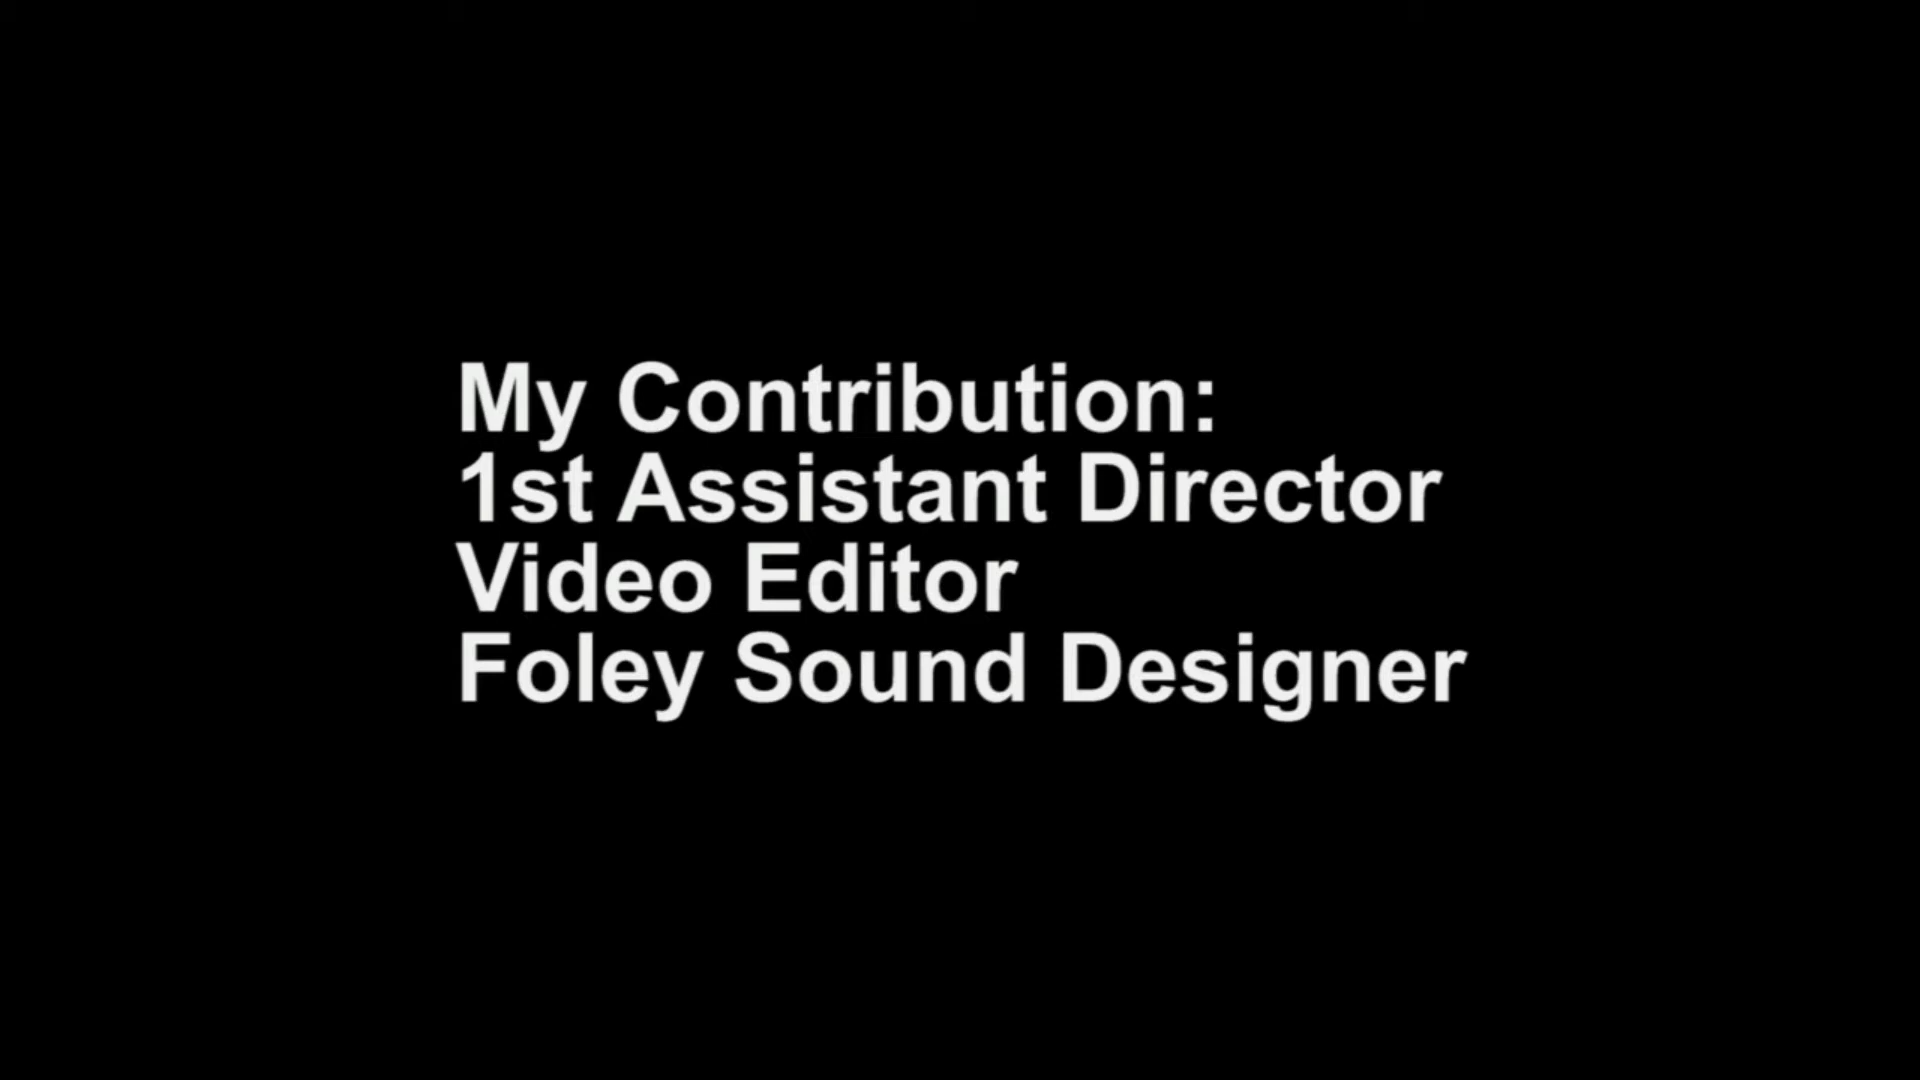 My Contribution:
1st Assistant Director
Video Editor
Foley Sound Designer